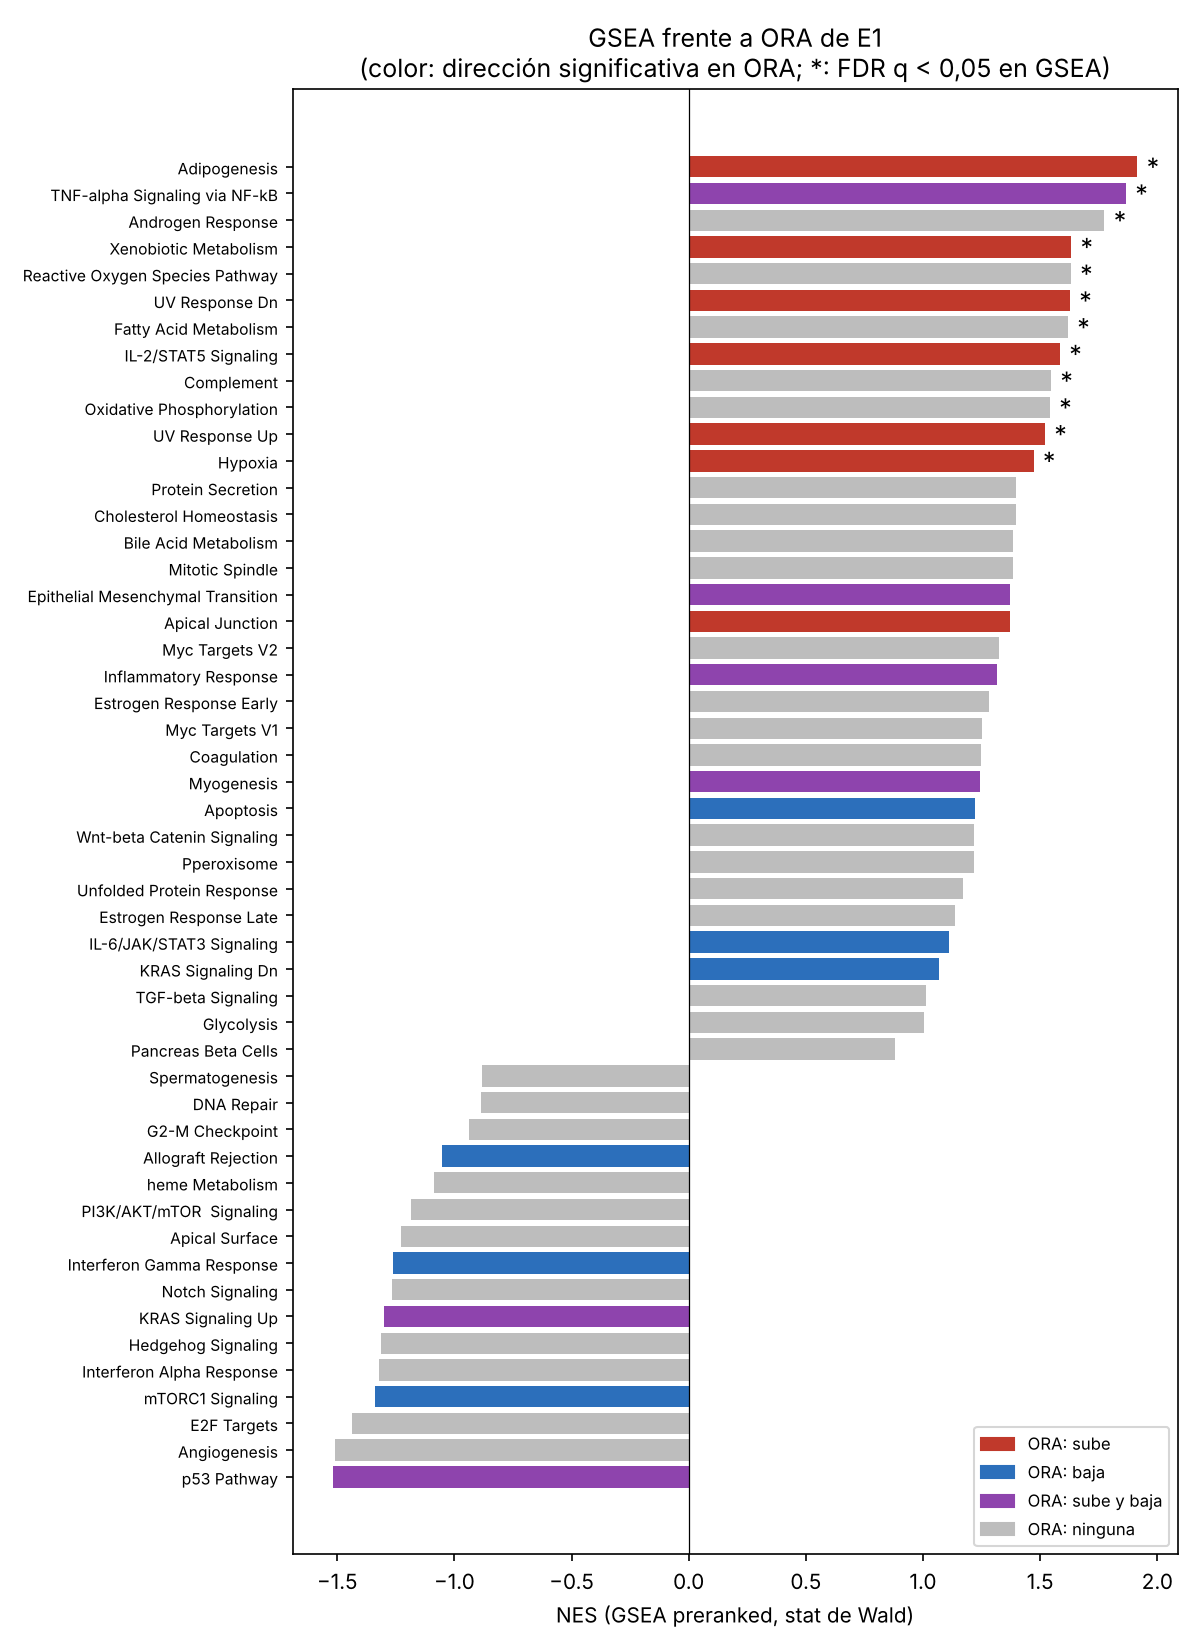 GSEA frente a ORA de E1
(color: dirección significativa en ORA; *: FDR q < 0,05 en GSEA)
Adipogenesis *
TNF-alpha Signaling via NF-kB *
Androgen Response *
Xenobiotic Metabolism *
Reactive Oxygen Species Pathway *
UV Response Dn *
Fatty Acid Metabolism *
IL-2/STAT5 Signaling *
Complement *
Oxidative Phosphorylation *
UV Response Up *
Hypoxia *
Protein Secretion
Cholesterol Homeostasis
Bile Acid Metabolism
Mitotic Spindle
Epithelial Mesenchymal Transition
Apical Junction
Myc Targets V2
Inflammatory Response
Estrogen Response Early
Myc Targets V1
Coagulation
Myogenesis
Apoptosis
Wnt-beta Catenin Signaling
Pperoxisome
Unfolded Protein Response
Estrogen Response Late
IL-6/JAK/STAT3 Signaling
KRAS Signaling Dn
TGF-beta Signaling
Glycolysis
Pancreas Beta Cells
Spermatogenesis
DNA Repair
G2-M Checkpoint
Allograft Rejection
heme Metabolism
PI3K/AKT/mTOR  Signaling
Apical Surface
Interferon Gamma Response
Notch Signaling
KRAS Signaling Up
Hedgehog Signaling
Interferon Alpha Response
mTORC1 Signaling
E2F Targets
Angiogenesis
p53 Pathway
ORA: sube
ORA: baja
ORA: sube y baja
ORA: ninguna
−1.5 −1.0 −0.5 0.0 0.5 1.0 1.5 2.0
NES (GSEA preranked, stat de Wald)